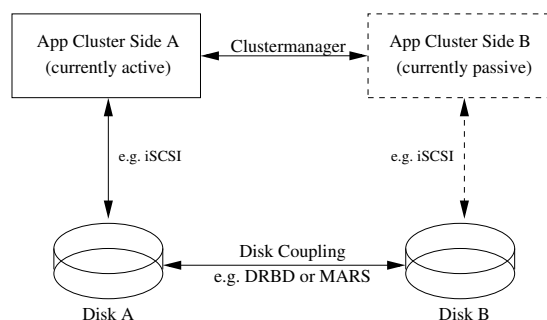 App Cluster Side A
(currently active)
Clustermanager
App Cluster Side B
(currently passive)
e.g. iSCSI
e.g. iSCSI
Disk Coupling
e.g. DRBD or MARS
Disk A
Disk B